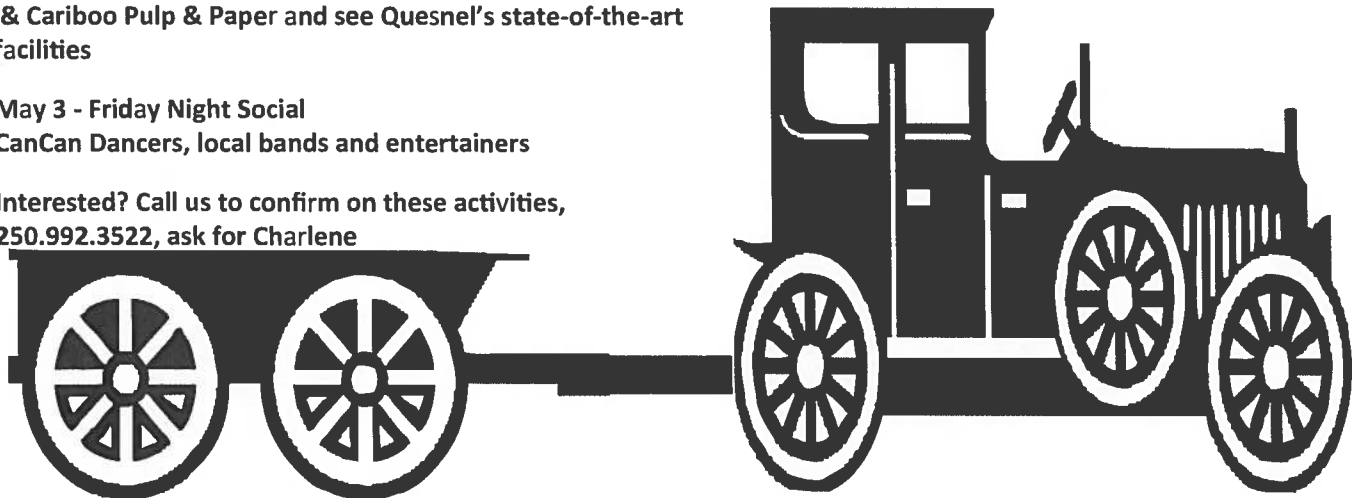 & Cariboo Pulp & Paper and see Quesnel's state-of-the-art
facilities
May 3 - Friday Night Social
CanCan Dancers, local bands and entertainers
Interested? Call us to confirm on these activities,
250.992.3522, ask for Charlene